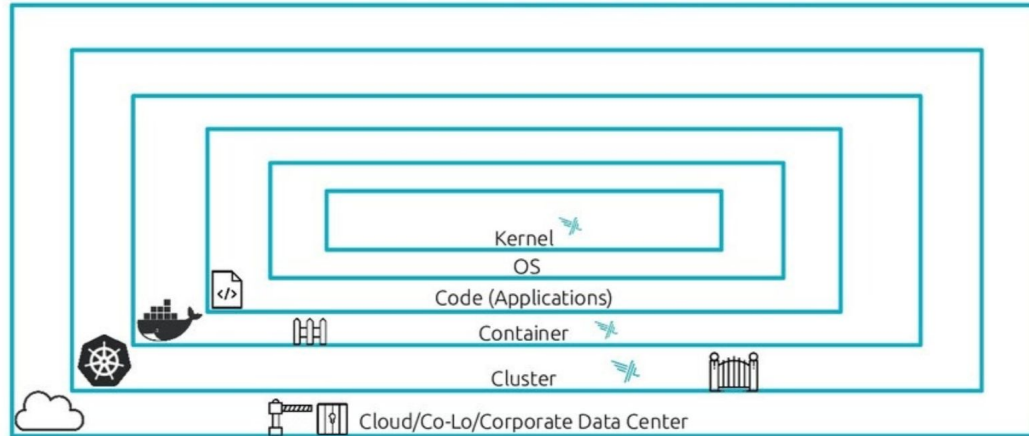 Kernel
OS
</>
Code (Applications)
Container
Cluster
Cloud/Co-Lo/Corporate Data Center